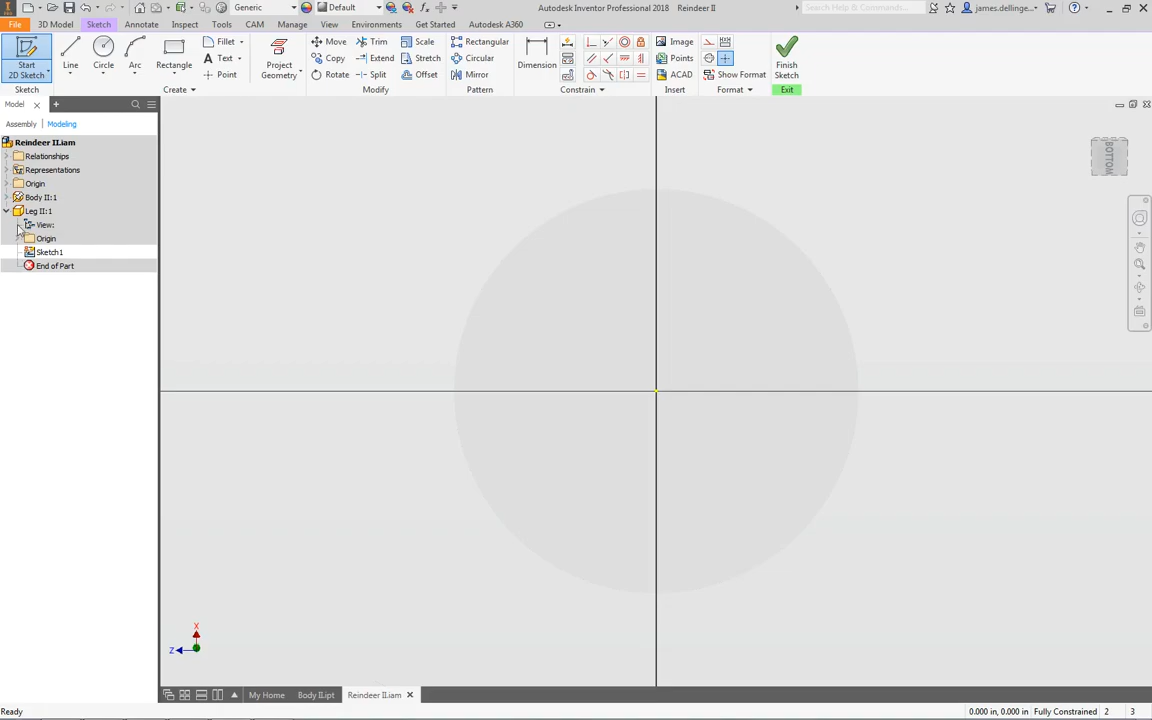 Generic
Default
Autodesk Inventor Professional 2018 Reindeer II
Search Help & Commands...
james.dellinge...
File 3D Model Sketch Annotate Inspect Tools CAM Manage View Environments Get Started Autodesk A360
Start
2D Sketch
Line
Circle
Arc
Rectangle
Fillet
Text
Point
Project
Geometry
Move
Copy
Rotate
Trim
Extend
Split
Scale
Stretch
Offset
Rectangular
Circular
Mirror
Dimension
Image
Points
ACAD
Show Format
Finish
Sketch
Sketch Create Modify Pattern Constrain Insert Format Exit
Model
Assembly Modeling
Reindeer II.iam
Relationships
Representations
Origin
Body II:1
Leg II:1
View:
Origin
Sketch1
End of Part
BOTTOM
X
Z
My Home Body II.ipt Reindeer II.iam
Ready
0.000 in, 0.000 in Fully Constrained 2 3